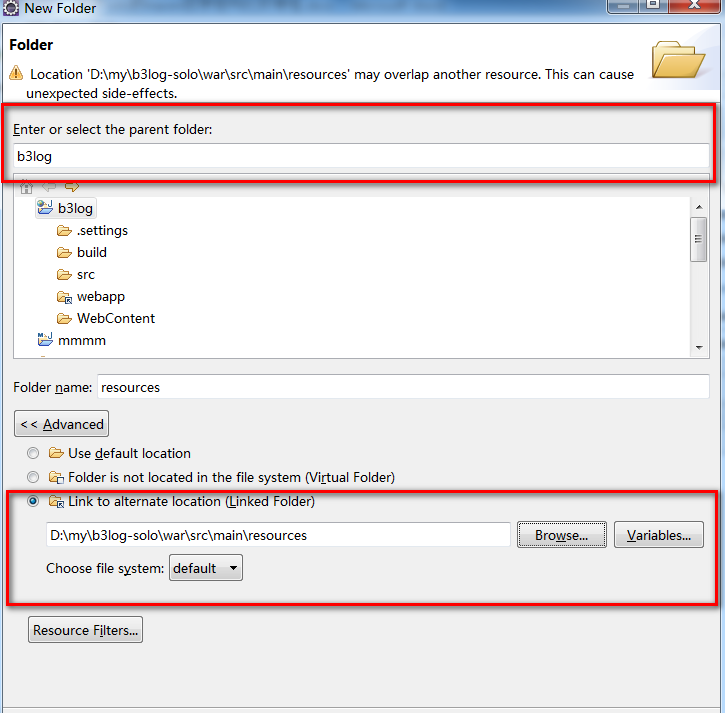 New Folder
Folder
Location 'D:\my\b3log-solo\war\src\main\resources' may overlap another resource. This can cause
unexpected side-effects.
Enter or select the parent folder:
b3log
b3log
.settings
build
src
webapp
WebContent
mmmm
Folder name: resources
<< Advanced
Use default location
Folder is not located in the file system (Virtual Folder)
Link to alternate location (Linked Folder)
D:\my\b3log-solo\war\src\main\resources Browse... Variables...
Choose file system: default
Resource Filters...